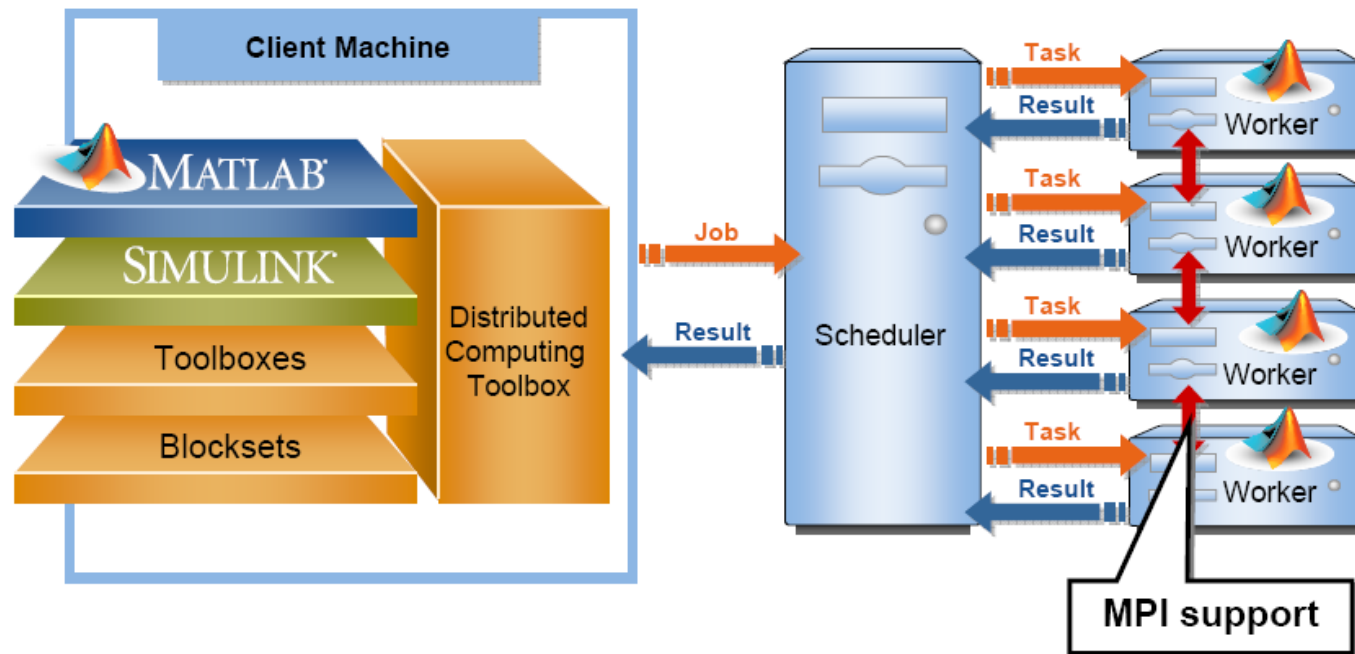 Client Machine
MATLAB
SIMULINK
Toolboxes
Blocksets
Distributed
Computing
Toolbox
Job
Result
Scheduler
Task
Result
Worker
Task
Result
Worker
Task
Result
Worker
Task
Result
Worker
MPI support